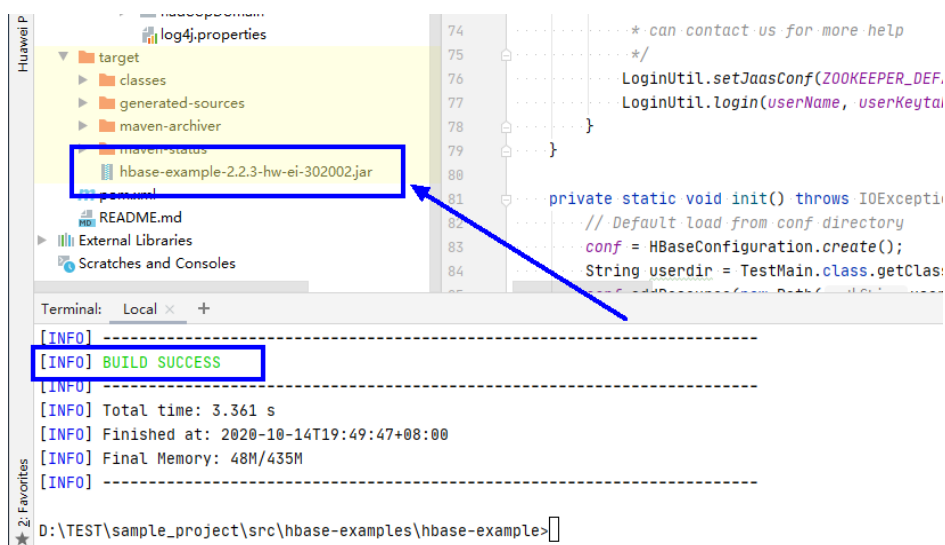 Huawei P
log4j.properties
target
classes
generated-sources
maven-archiver
maven-status
hbase-example-2.2.3-hw-ei-302002.jar
pom.xml
README.md
External Libraries
Scratches and Consoles
74 * can contact us for more help
75 */
76 LoginUtil.setJaasConf(ZOOKEEPER_DEF
77 LoginUtil.login(userName, userKeyta
78 }
79 }
80
81 private static void init() throws IOExcepti
82 // Default load from conf directory
83 conf = HBaseConfiguration.create();
84 String userdir = TestMain.class.getClas
Terminal: Local × +
[INFO] ------------------------------------------------------------------------
[INFO] BUILD SUCCESS
[INFO] ------------------------------------------------------------------------
[INFO] Total time: 3.361 s
[INFO] Finished at: 2020-10-14T19:49:47+08:00
[INFO] Final Memory: 48M/435M
[INFO] ------------------------------------------------------------------------
D:\TEST\sample_project\src\hbase-examples\hbase-example>
2: Favorites